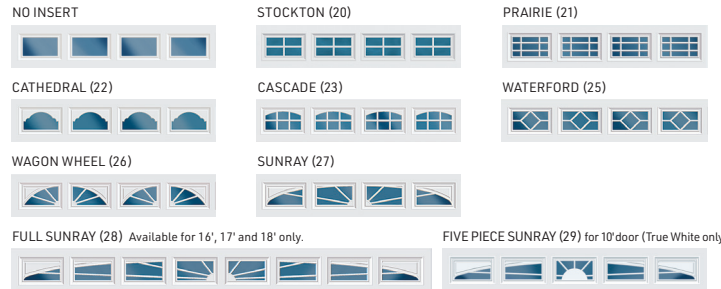 NO INSERT
STOCKTON (20)
PRAIRIE (21)
CATHEDRAL (22)
CASCADE (23)
WATERFORD (25)
WAGON WHEEL (26)
SUNRAY (27)
FULL SUNRAY (28) Available for 16', 17' and 18' only.
FIVE PIECE SUNRAY (29) for 10'door (True White only